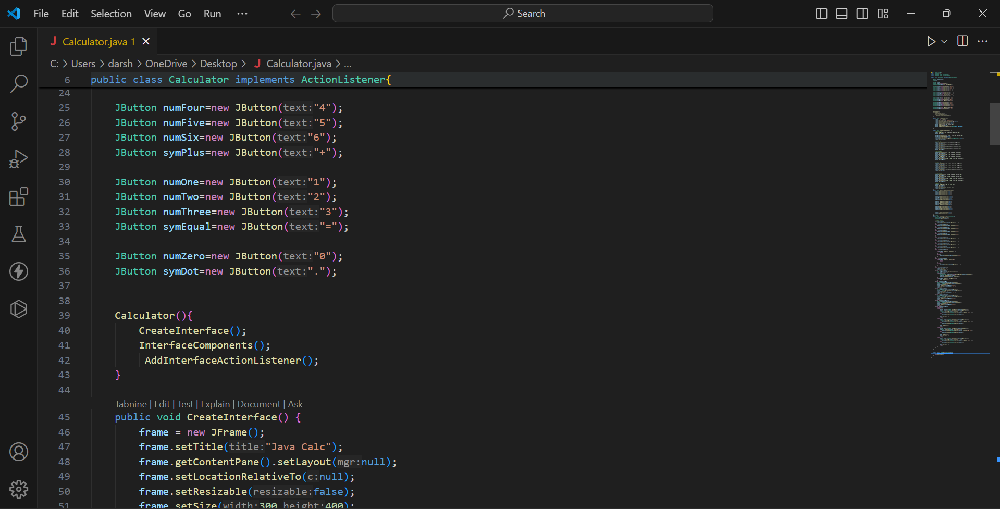 File Edit Selection View Go Run ··· Search
Calculator.java 1
C: > Users > darsh > OneDrive > Desktop > Calculator.java > ...
6 public class Calculator implements ActionListener{
24
25 JButton numFour=new JButton(text:"4");
26 JButton numFive=new JButton(text:"5");
27 JButton numSix=new JButton(text:"6");
28 JButton symPlus=new JButton(text:"+");
29
30 JButton numOne=new JButton(text:"1");
31 JButton numTwo=new JButton(text:"2");
32 JButton numThree=new JButton(text:"3");
33 JButton symEqual=new JButton(text:"=");
34
35 JButton numZero=new JButton(text:"0");
36 JButton symDot=new JButton(text:".");
37
38
39 Calculator(){
40 CreateInterface();
41 InterfaceComponents();
42 AddInterfaceActionListener();
43 }
44
Tabnine | Edit | Test | Explain | Document | Ask
45 public void CreateInterface() {
46 frame = new JFrame();
47 frame.setTitle(title:"Java Calc");
48 frame.getContentPane().setLayout(mgr:null);
49 frame.setLocationRelativeTo(c:null);
50 frame.setResizable(resizable:false);
51 frame.setSize(width:300,height:400);